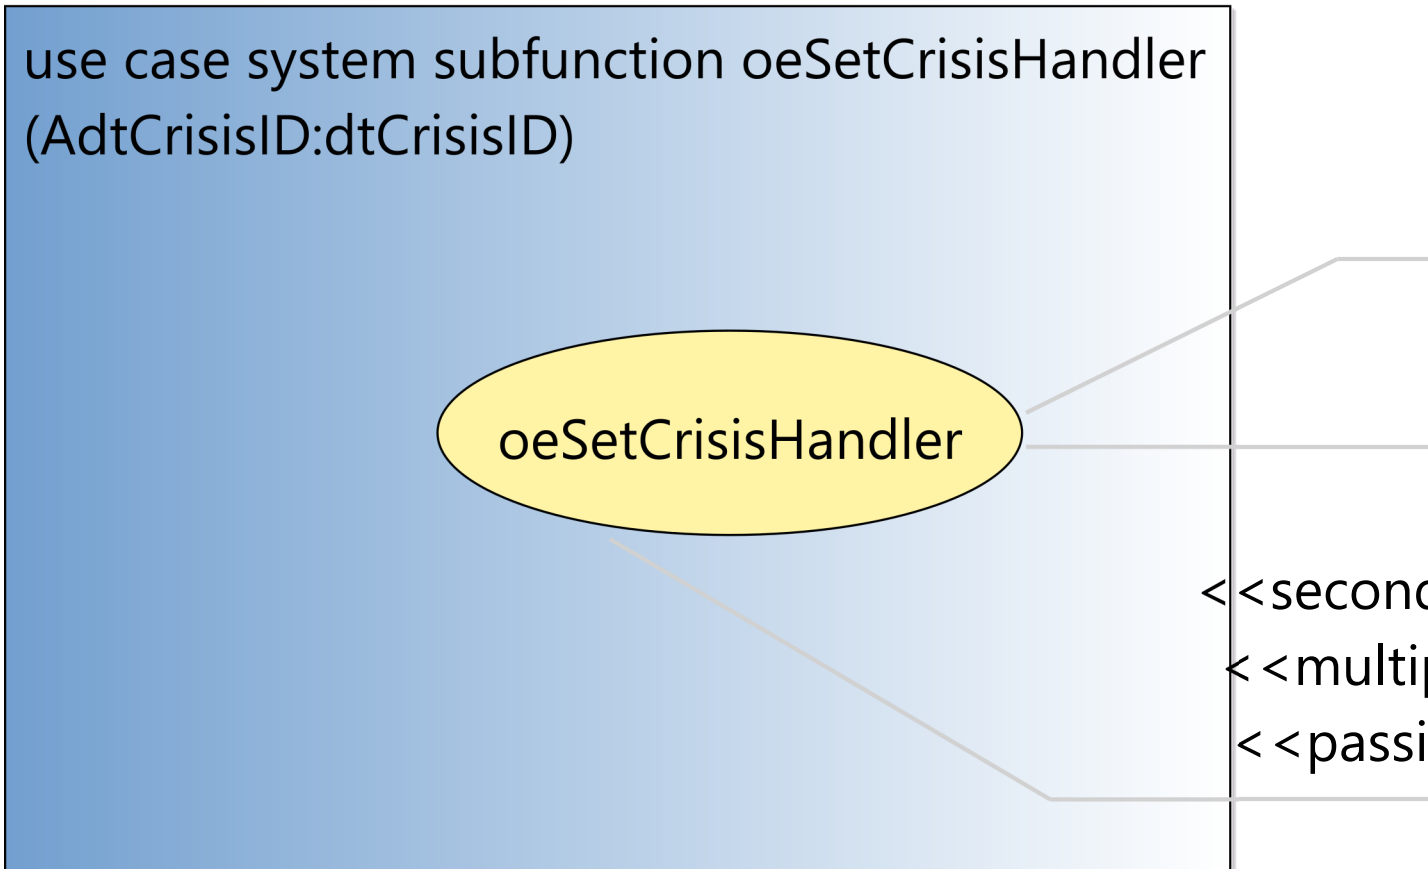 use case system subfunction oeSetCrisisHandler
(AdtCrisisID:dtCrisisID)
oeSetCrisisHandler